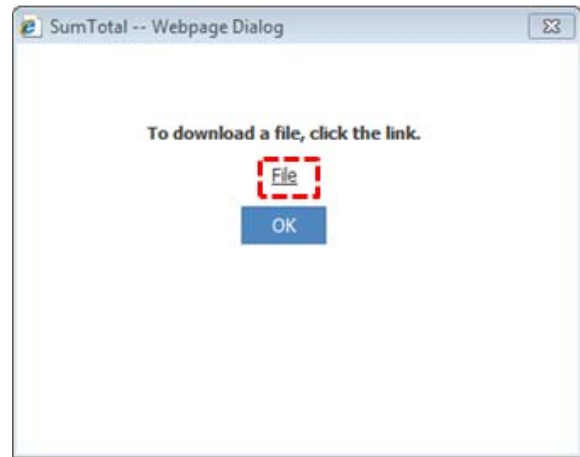 SumTotal -- Webpage Dialog
To download a file, click the link.
File
OK